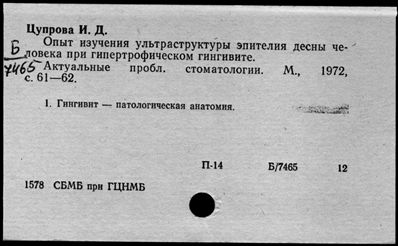 Цупрова И. Д.
Опыт изучения ультраструктуры эпителия десны че-
ловека при гипертрофическом гингивите.
Б
7465
Актуальные пробл. стоматологии. М., 1972,
с. 61—62.
1. Гингивит — патологическая анатомия.
П-14 Б/7465 12
1578 СБМБ при ГЦНМБ